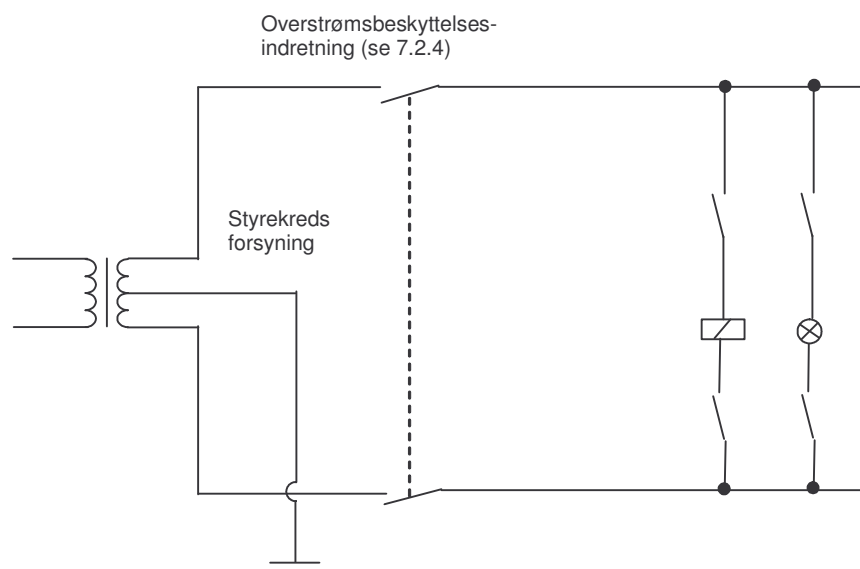 Overstrømsbeskyttelses-
indretning (se 7.2.4)
Styrekreds
forsyning